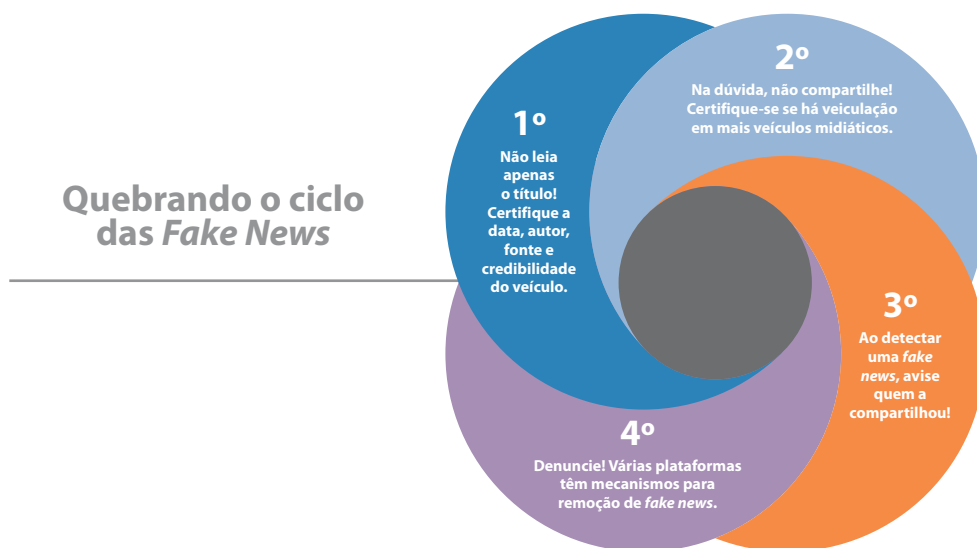 Quebrando o ciclo
das Fake News
1º
Não leia
apenas
o título!
Certifique a
data, autor,
fonte e
credibilidade
do veículo.
2º
Na dúvida, não compartilhe!
Certifique-se se há veiculação
em mais veículos midiáticos.
3º
Ao detectar
uma fake
news, avise
quem a
compartilhou!
4º
Denuncie! Várias plataformas
têm mecanismos para
remoção de fake news.